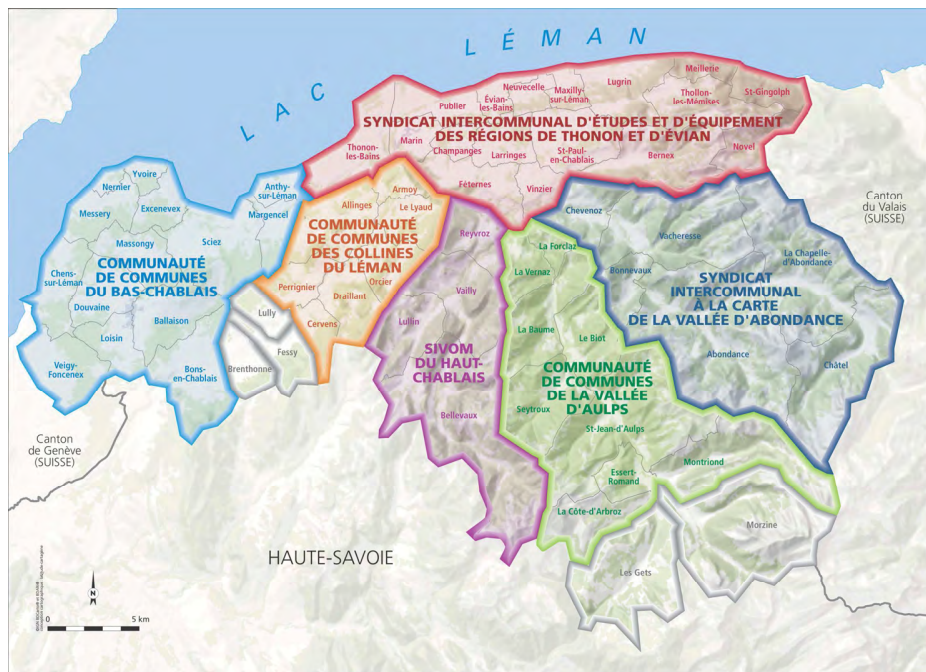 LAC LÉMAN
Meillerie
Lugrin
Neuvecelle
Maxilly-
sur-Léman
Thollon-
les-Mémises
St-Gingolph
Évian-
les-Bains
Publier
SYNDICAT INTERCOMMUNAL D'ÉTUDES ET D'ÉQUIPEMENT
DES RÉGIONS DE THONON ET D'ÉVIAN
Marin
Thonon-
les-Bains
Champanges
Larringes
St-Paul-
en-Chablais
Bernex
Novel
Féternes
Vinzier
Yvoire
Nernier
Excenevex
Messery
Anthy-
sur-Léman
Margencel
Massongy
Sciez
COMMUNAUTÉ
DE COMMUNES
DU BAS-CHABLAIS
Chens-
sur-Léman
Douvaine
Ballaison
Loisin
Veigy-
Foncenex
Bons-
en-Chablais
Armoy
Allinges
Le Lyaud
COMMUNAUTÉ
DE COMMUNES
DES COLLINES
DU LÉMAN
Orcier
Perrignier
Draillant
Cervens
Lully
Fessy
Brenthonne
Reyvroz
Vailly
Lullin
SIVOM
DU HAUT-
CHABLAIS
Bellevaux
La Forclaz
La Vernaz
La Baume
Le Biot
COMMUNAUTÉ
DE COMMUNES
DE LA VALLÉE
D'AULPS
Seytroux
St-Jean-d'Aulps
Essert-
Romand
Montriond
La Côte-d'Arbroz
Chevenoz
Vacheresse
Bonnevaux
La Chapelle-
d'Abondance
SYNDICAT
INTERCOMMUNAL
À LA CARTE
DE LA VALLÉE D'ABONDANCE
Abondance
Châtel
Morzine
Les Gets
Canton
du Valais
(SUISSE)
Canton
de Genève
(SUISSE)
HAUTE-SAVOIE
N
0 5 km